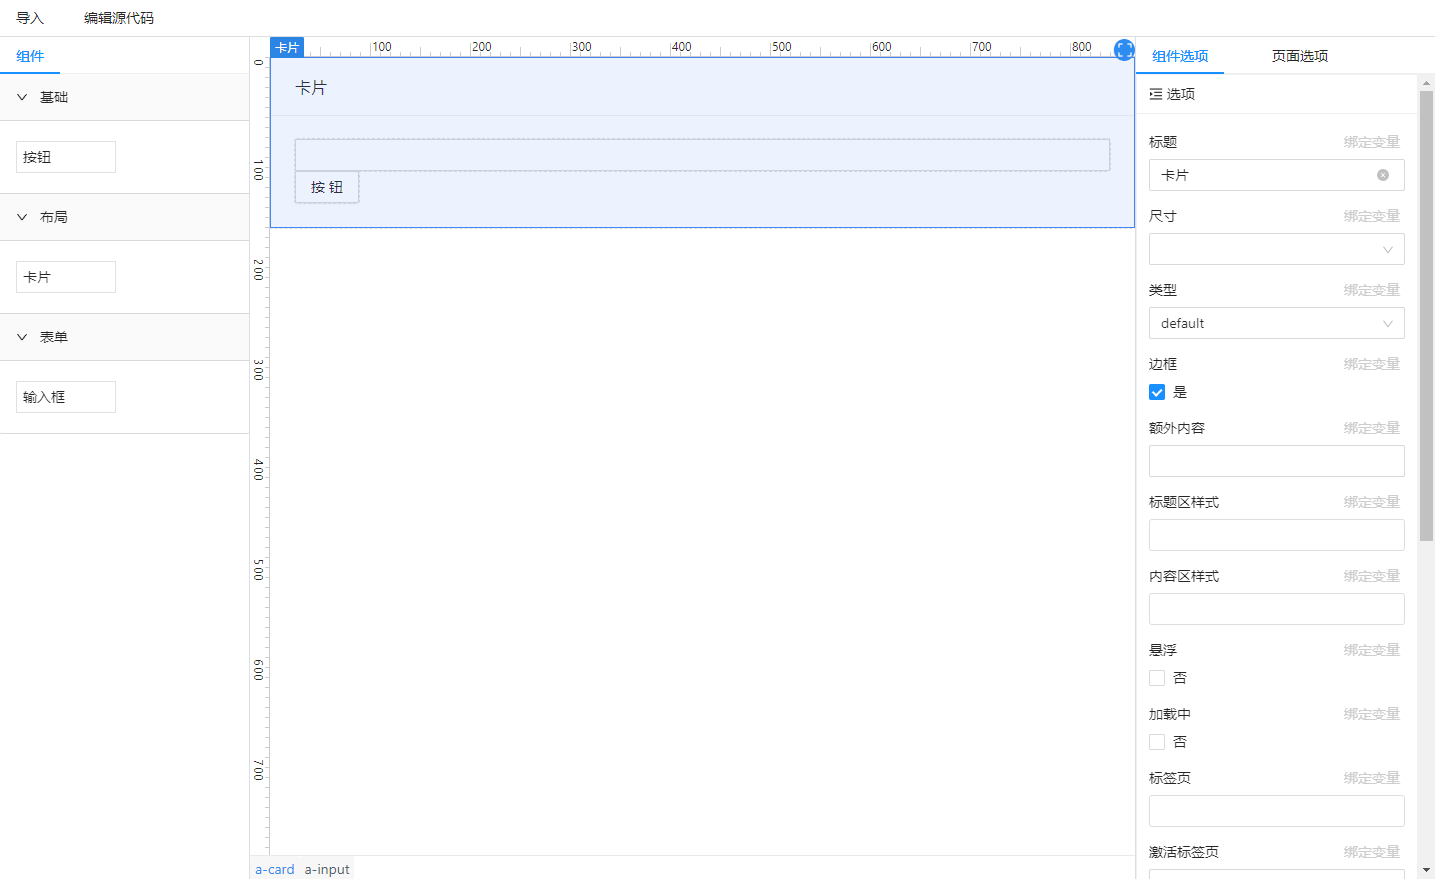 导入 编辑源代码
组件
基础
按钮
布局
卡片
表单
输入框
卡片 100 200 300 400 500 600 700 800
0
100
200
300
400
500
600
700
卡片
按 钮
a-card a-input
组件选项 页面选项
选项
标题 绑定变量
卡片
尺寸 绑定变量
类型 绑定变量
default
边框 绑定变量
是
额外内容 绑定变量
标题区样式 绑定变量
内容区样式 绑定变量
悬浮 绑定变量
否
加载中 绑定变量
否
标签页 绑定变量
激活标签页 绑定变量